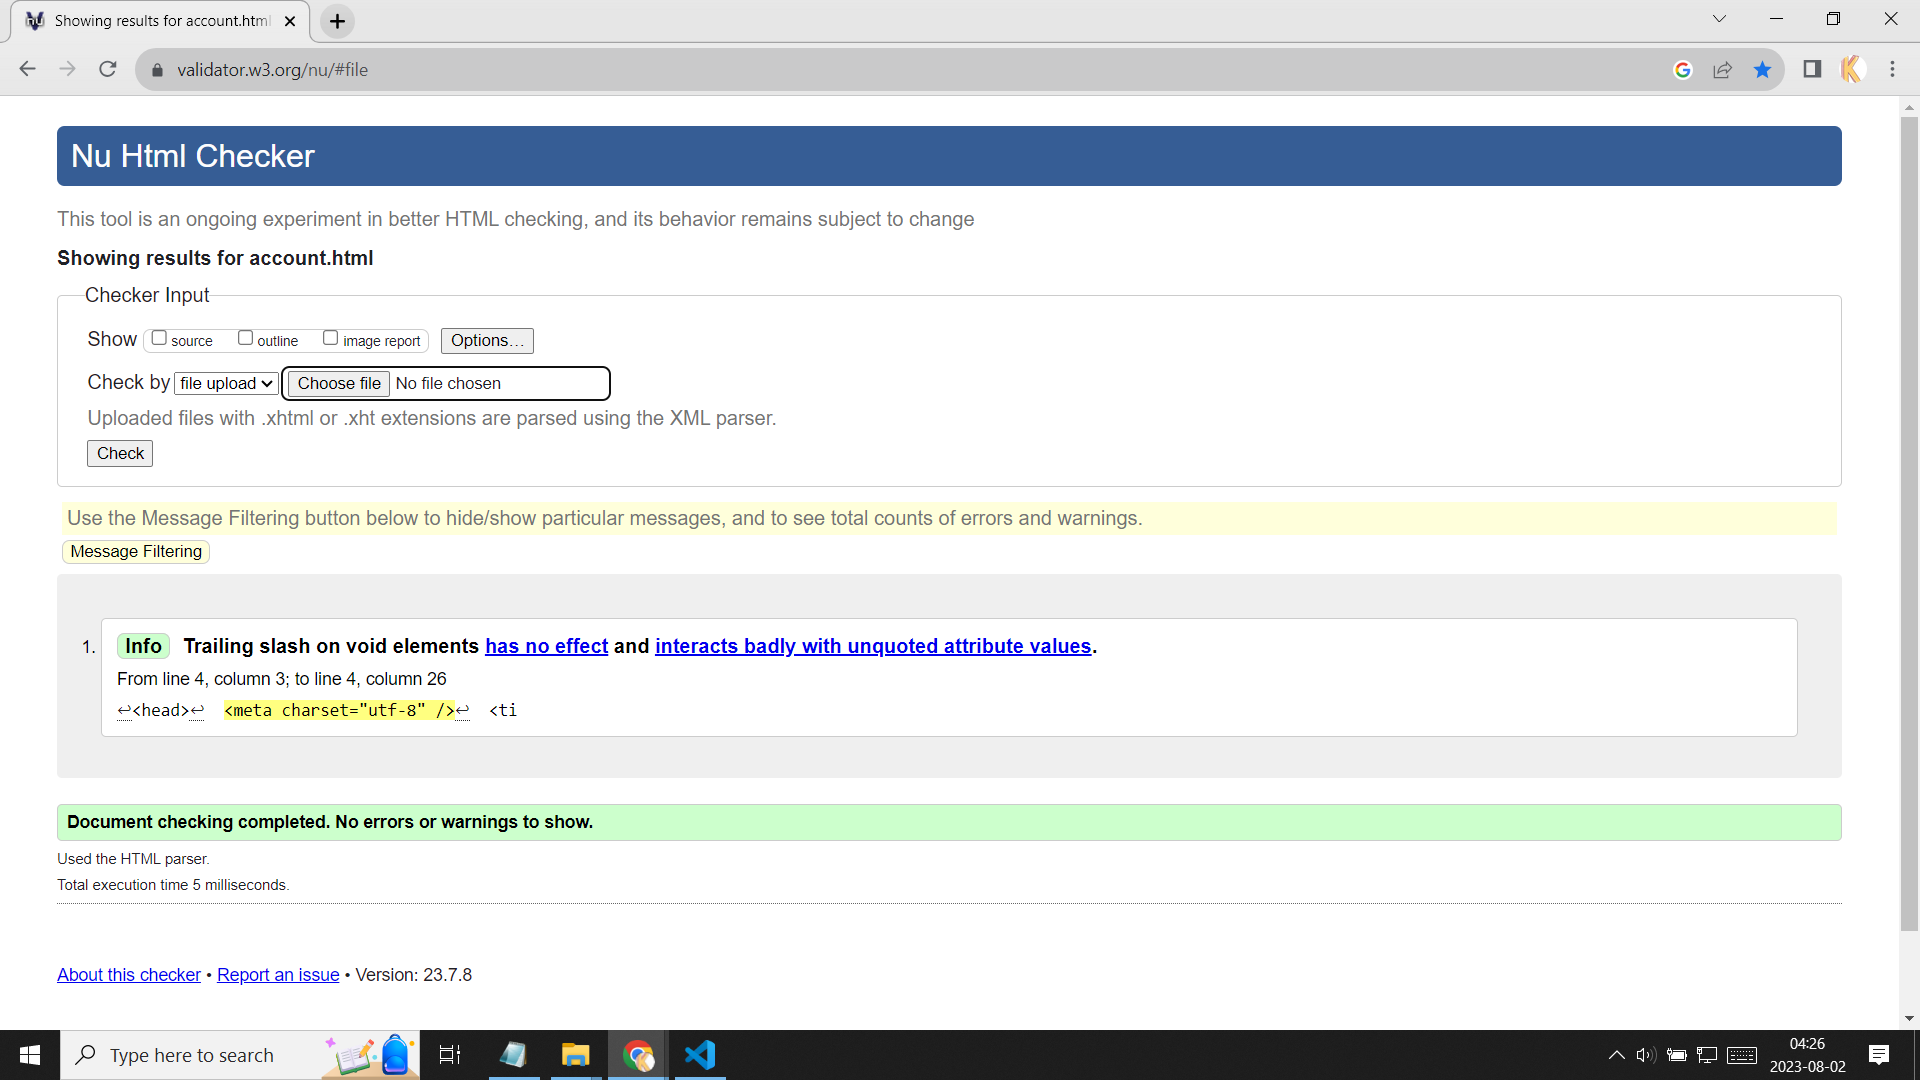 Showing results for account.html
validator.w3.org/nu/#file
Nu Html Checker
This tool is an ongoing experiment in better HTML checking, and its behavior remains subject to change
Showing results for account.html
Checker Input
Show source outline image report Options...
Check by file upload Choose file No file chosen
Uploaded files with .xhtml or .xht extensions are parsed using the XML parser.
Check
Use the Message Filtering button below to hide/show particular messages, and to see total counts of errors and warnings.
Message Filtering
1. Info Trailing slash on void elements has no effect and interacts badly with unquoted attribute values.
From line 4, column 3; to line 4, column 26
↩<head>↩  <meta charset="utf-8" />↩  <ti
Document checking completed. No errors or warnings to show.
Used the HTML parser.
Total execution time 5 milliseconds.
About this checker • Report an issue • Version: 23.7.8
Type here to search
04:26
2023-08-02